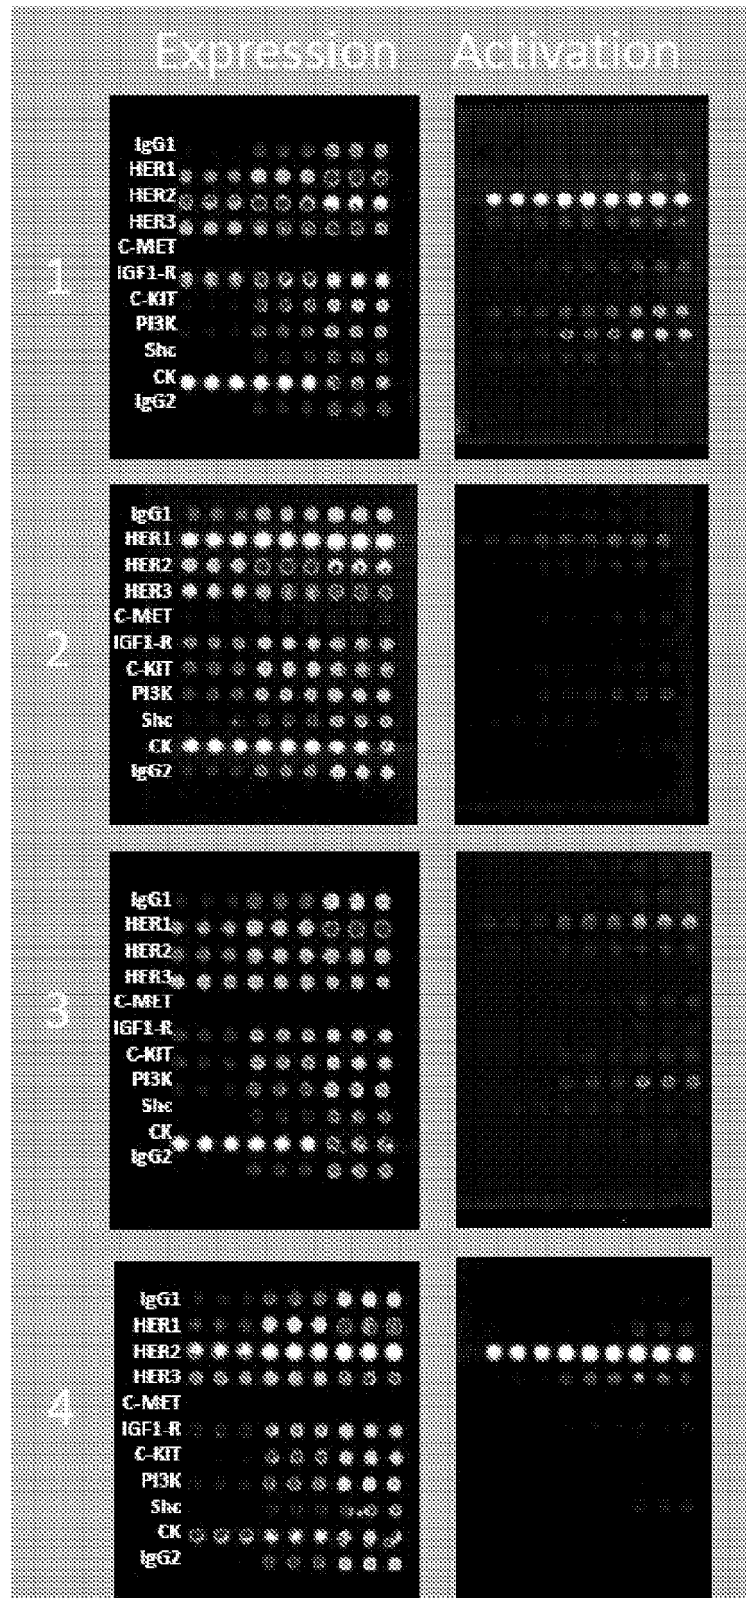 Expression Activation
1
IgG1
HER1
HER2
HER3
C-MET
IGF1-R
C-KIT
PI3K
Shc
CK
IgG2
2
IgG1
HER1
HER2
HER3
C-MET
IGF1-R
C-KIT
PI3K
Shc
CK
IgG2
3
IgG1
HER1
HER2
HER3
C-MET
IGF1-R
C-KIT
PI3K
Shc
CK
IgG2
4
IgG1
HER1
HER2
HER3
C-MET
IGF1-R
C-KIT
PI3K
Shc
CK
IgG2